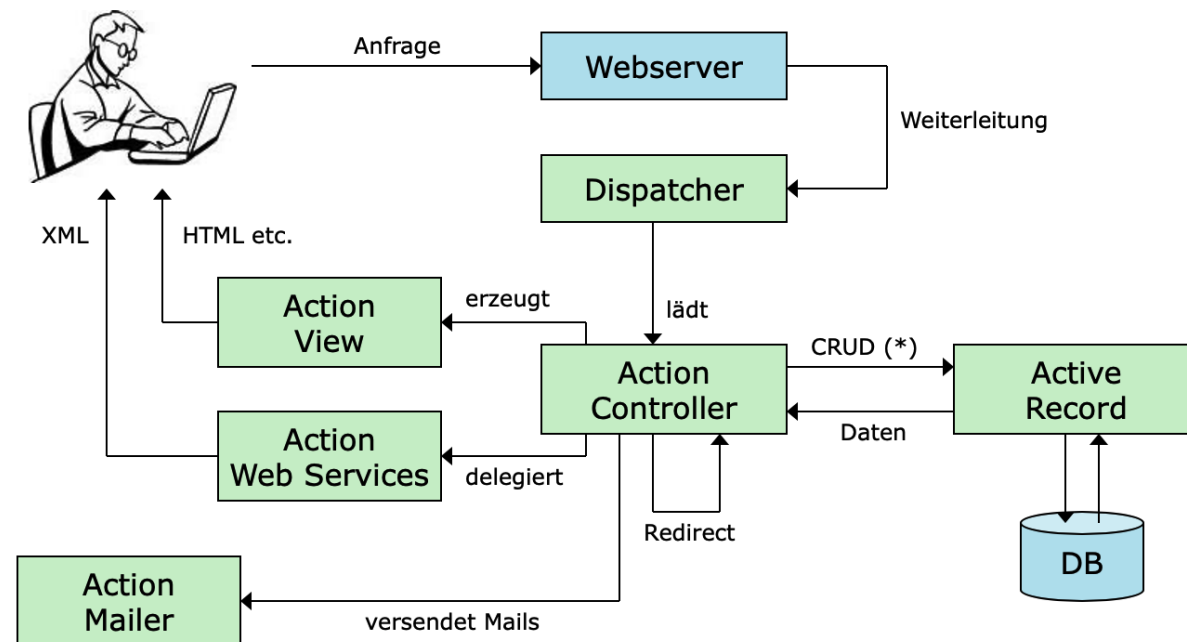 Anfrage
Webserver
Weiterleitung
Dispatcher
XML
HTML etc.
Action
View
erzeugt
lädt
Action
Controller
CRUD (*)
Daten
Active
Record
Action
Web Services
delegiert
Redirect
DB
Action
Mailer
versendet Mails